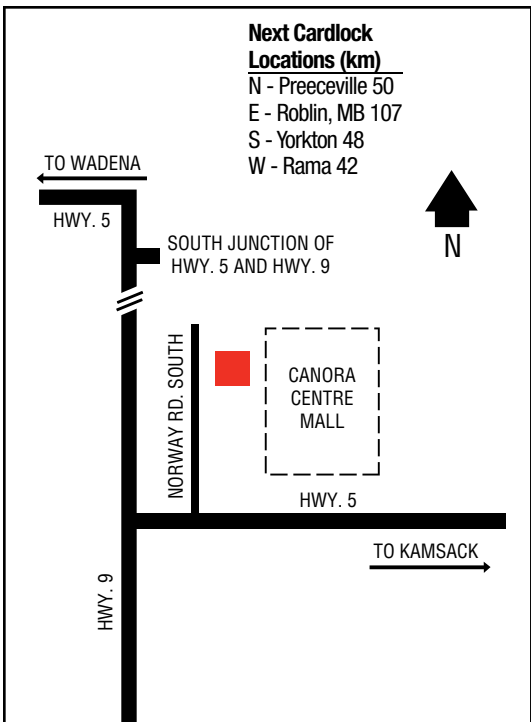 Next Cardlock
Locations (km)
N - Preeceville 50
E - Roblin, MB 107
S - Yorkton 48
W - Rama 42
TO WADENA
HWY. 5
N
SOUTH JUNCTION OF
HWY. 5 AND HWY. 9
NORWAY RD. SOUTH
CANORA
CENTRE
MALL
HWY. 5
TO KAMSACK
HWY. 9